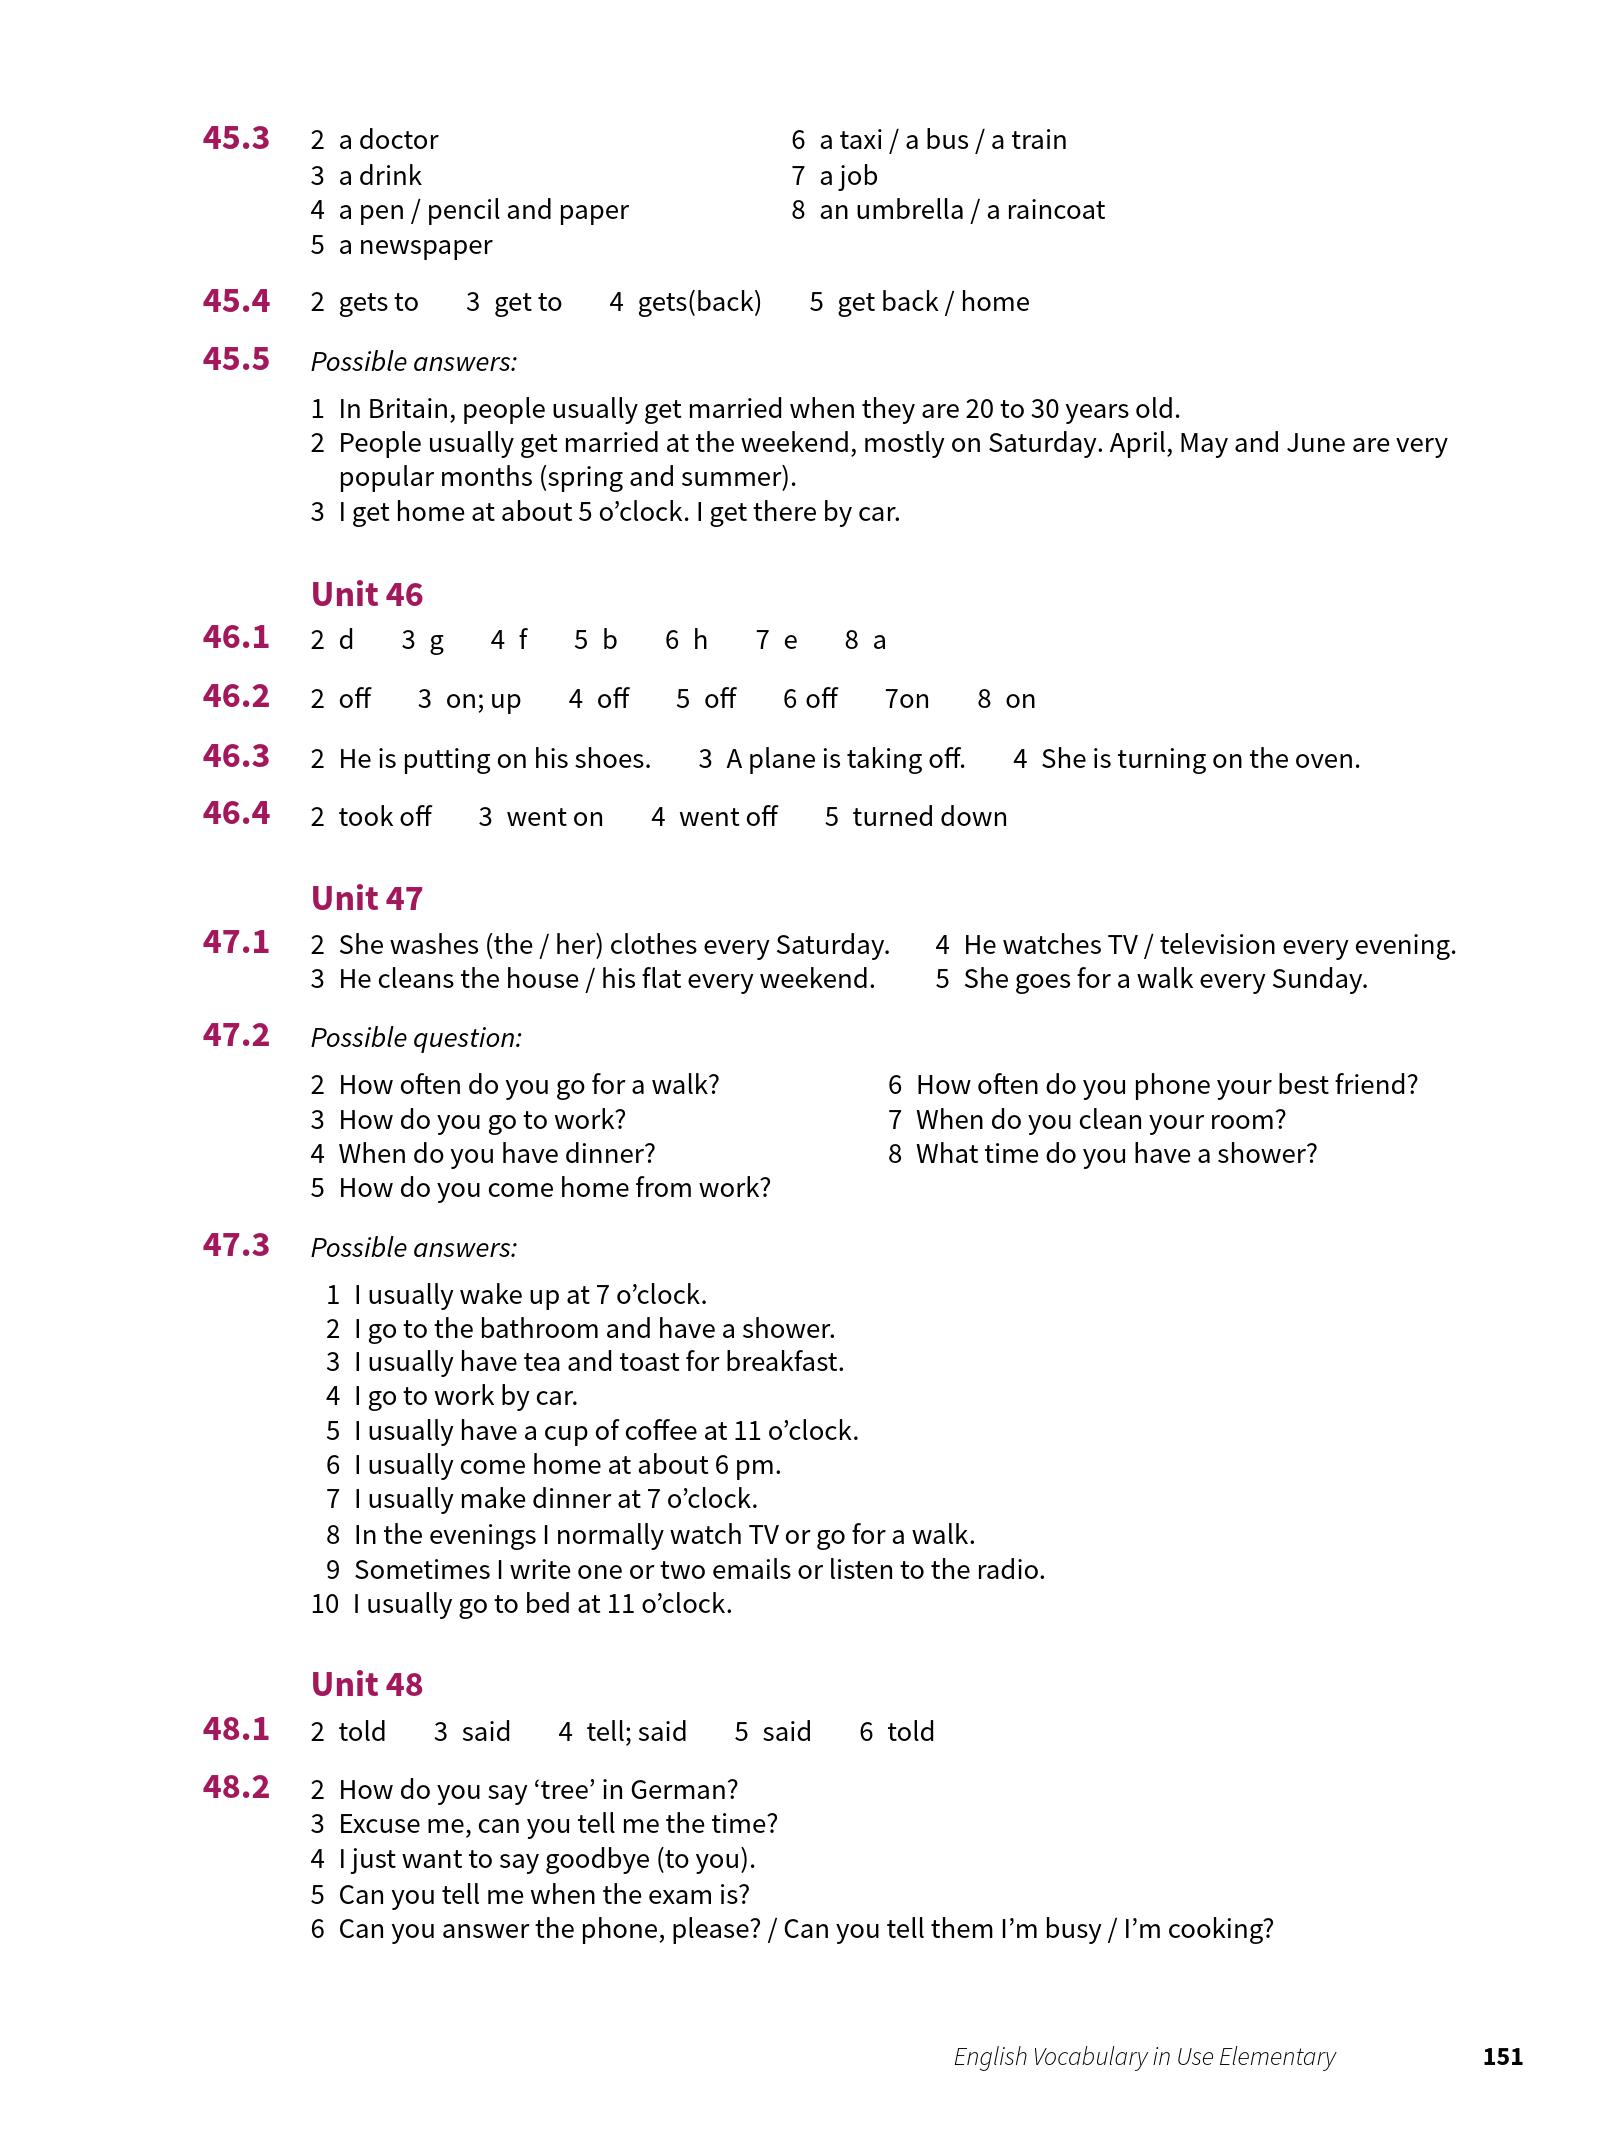 45.3 2 a doctor 6 a taxi / a bus / a train
3 a drink 7 a job
4 a pen / pencil and paper 8 an umbrella / a raincoat
5 a newspaper
45.4 2 gets to 3 get to 4 gets(back) 5 get back / home
45.5 Possible answers:
1 In Britain, people usually get married when they are 20 to 30 years old.
2 People usually get married at the weekend, mostly on Saturday. April, May and June are very
popular months (spring and summer).
3 I get home at about 5 o’clock. I get there by car.
Unit 46
46.1 2 d 3 g 4 f 5 b 6 h 7 e 8 a
46.2 2 off 3 on; up 4 off 5 off 6 off 7on 8 on
46.3 2 He is putting on his shoes. 3 A plane is taking off. 4 She is turning on the oven.
46.4 2 took off 3 went on 4 went off 5 turned down
Unit 47
47.1 2 She washes (the / her) clothes every Saturday. 4 He watches TV / television every evening.
3 He cleans the house / his flat every weekend. 5 She goes for a walk every Sunday.
47.2 Possible question:
2 How often do you go for a walk? 6 How often do you phone your best friend?
3 How do you go to work? 7 When do you clean your room?
4 When do you have dinner? 8 What time do you have a shower?
5 How do you come home from work?
47.3 Possible answers:
1 I usually wake up at 7 o’clock.
2 I go to the bathroom and have a shower.
3 I usually have tea and toast for breakfast.
4 I go to work by car.
5 I usually have a cup of coffee at 11 o’clock.
6 I usually come home at about 6 pm.
7 I usually make dinner at 7 o’clock.
8 In the evenings I normally watch TV or go for a walk.
9 Sometimes I write one or two emails or listen to the radio.
10 I usually go to bed at 11 o’clock.
Unit 48
48.1 2 told 3 said 4 tell; said 5 said 6 told
48.2 2 How do you say ‘tree’ in German?
3 Excuse me, can you tell me the time?
4 I just want to say goodbye (to you).
5 Can you tell me when the exam is?
6 Can you answer the phone, please? / Can you tell them I’m busy / I’m cooking?
English Vocabulary in Use Elementary 151